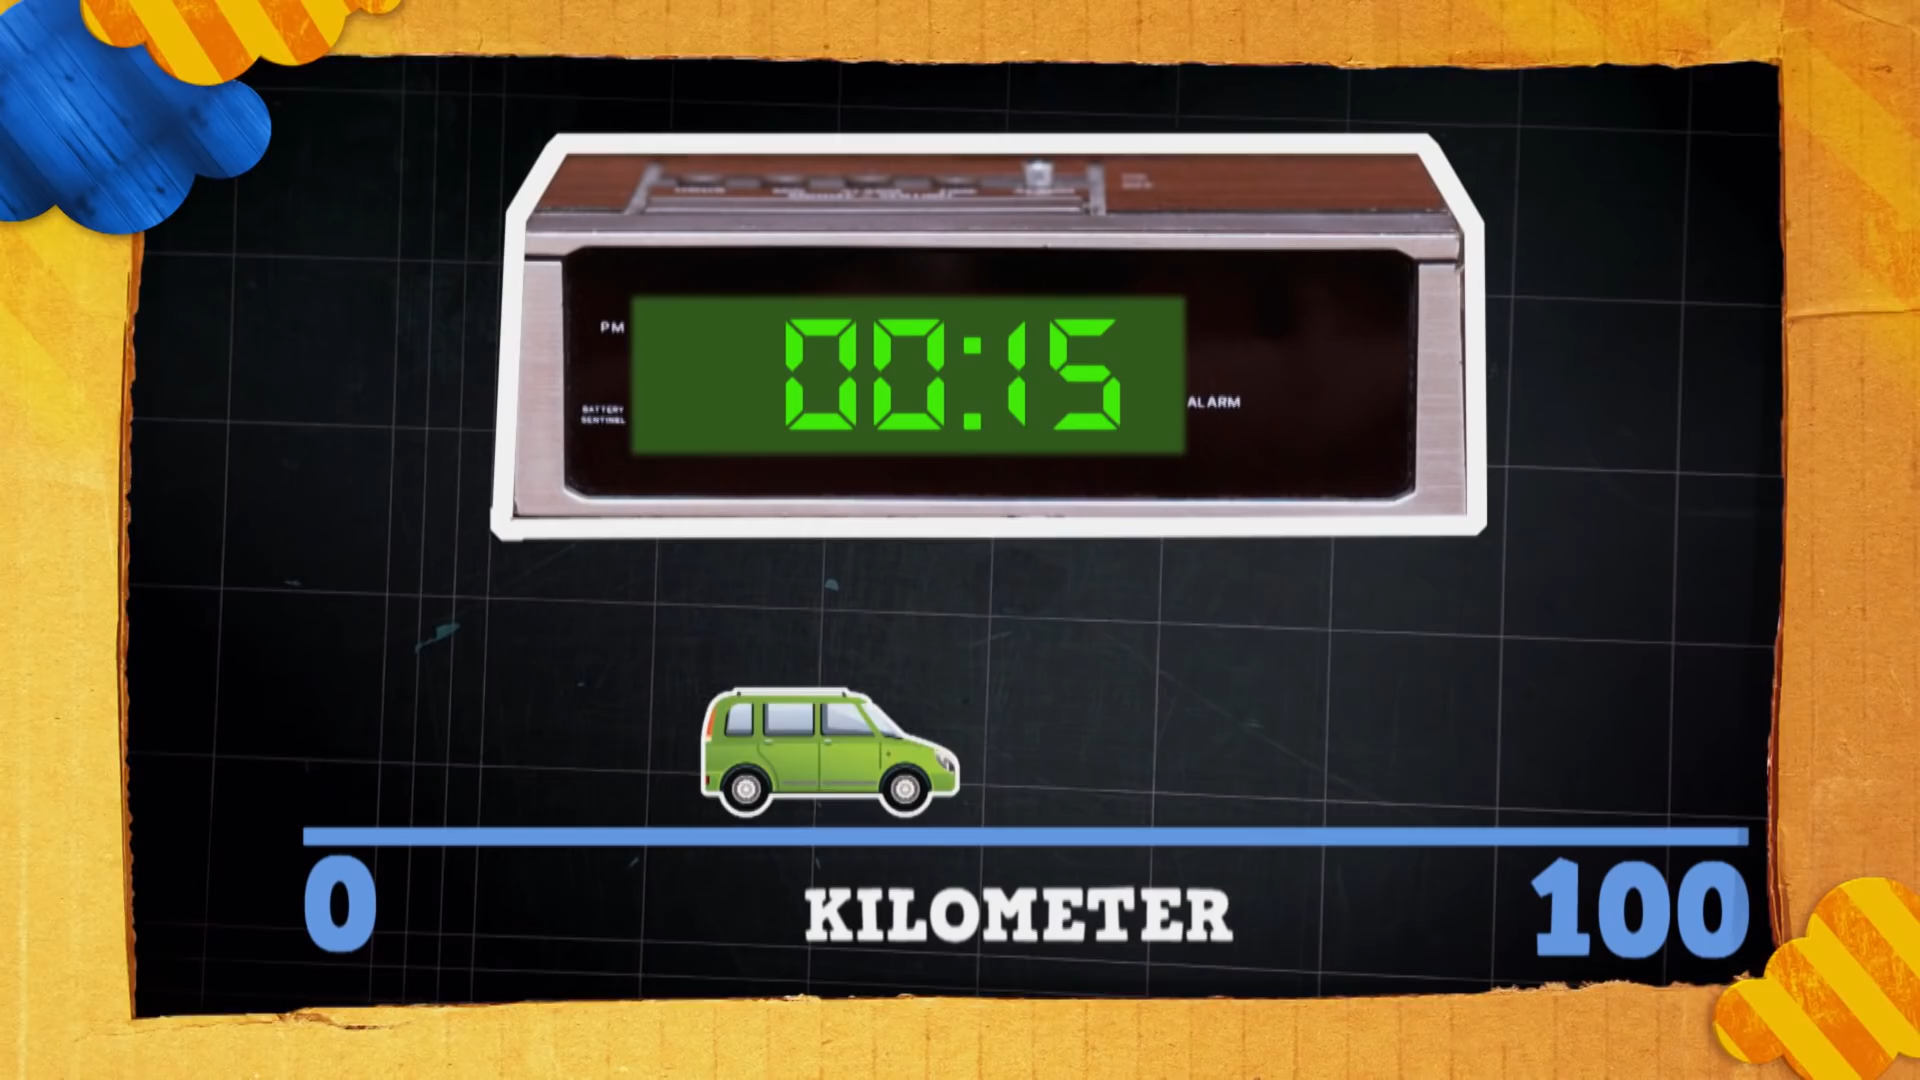 PM
00:15
BATTERY
SENTINEL
ALARM
0
KILOMETER
100